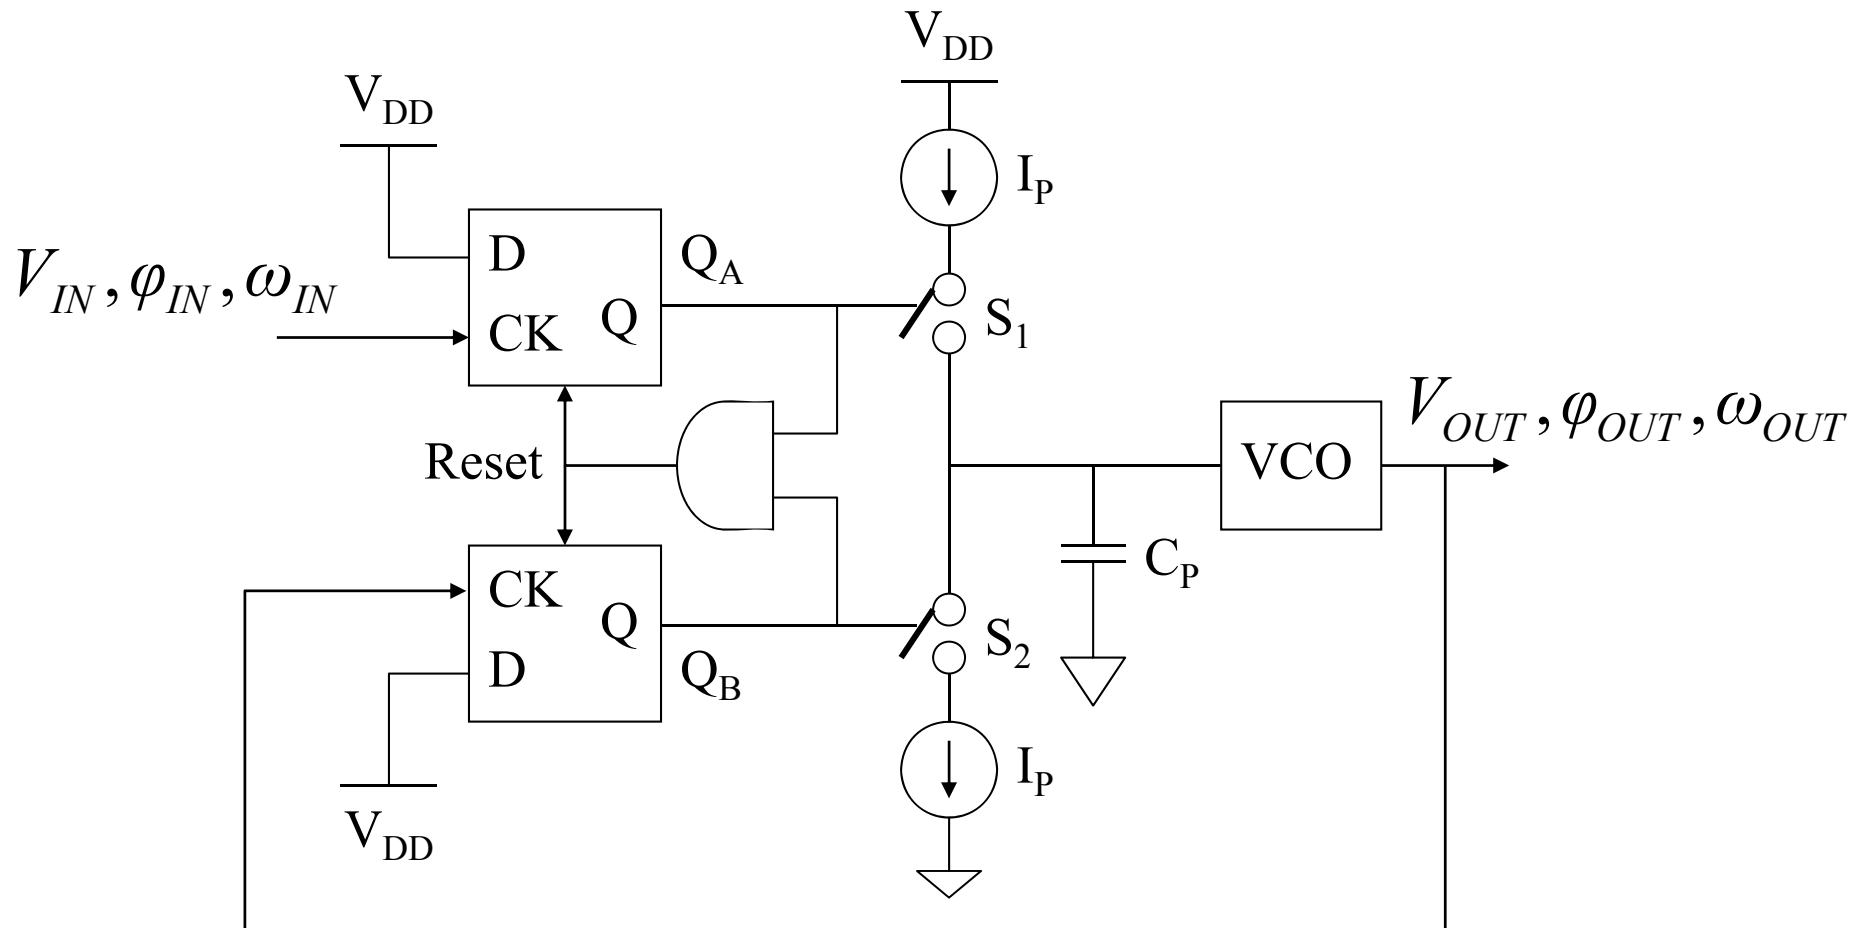 V_DD
V_DD
I_P
D
Q_A
V_IN, φ_IN, ω_IN
Q
S_1
CK
V_OUT, φ_OUT, ω_OUT
Reset
VCO
C_P
CK
Q
S_2
D
Q_B
I_P
V_DD